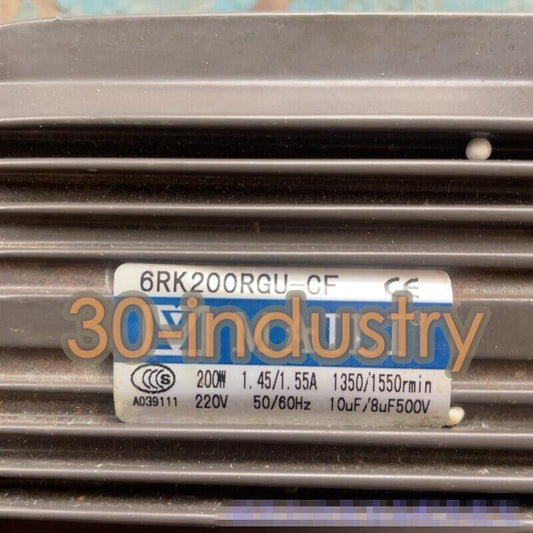 6RK200RGU-CF CE
30-industry
200W 1.45/1.55A 1350/1550rmin
A039111 220V 50/60Hz 10uF/8uF500V